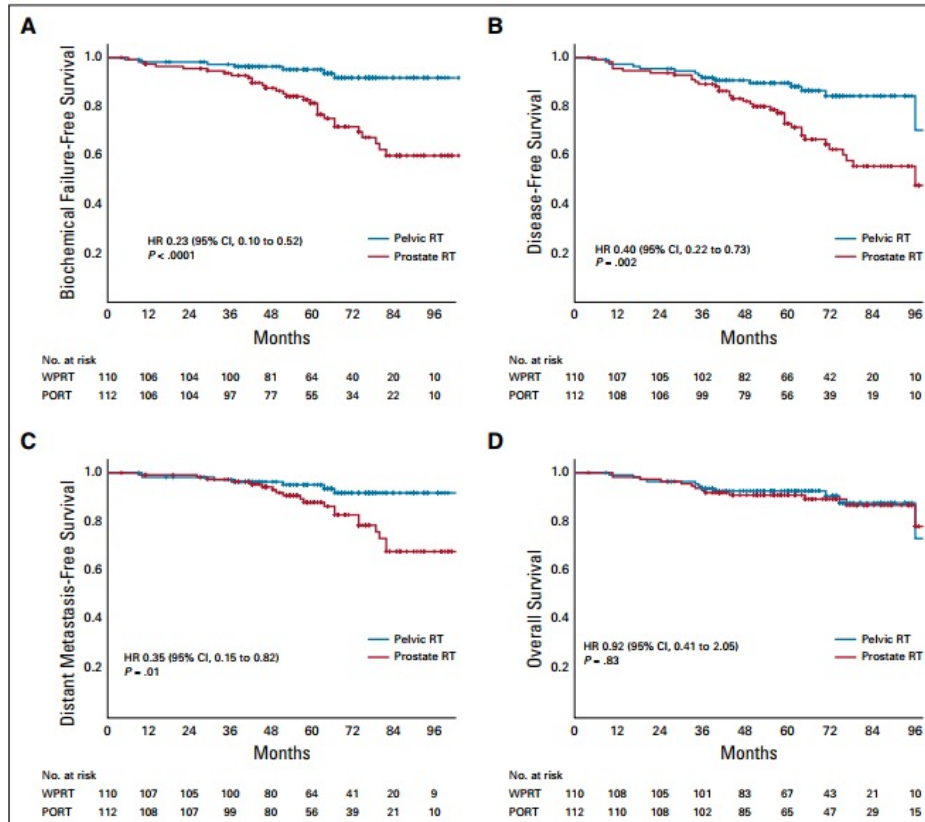 A
Biochemical Failure-Free Survival
1.0
0.8
0.6
0.4
0.2
HR 0.23 (95% CI, 0.10 to 0.52)
P < .0001
Pelvic RT
Prostate RT
0 12 24 36 48 60 72 84 96
Months
No. at risk
WPRT 110 106 104 100 81 64 40 20 10
PORT 112 106 104 97 77 55 34 22 10
B
Disease-Free Survival
1.0
0.8
0.6
0.4
0.2
HR 0.40 (95% CI, 0.22 to 0.73)
P = .002
Pelvic RT
Prostate RT
0 12 24 36 48 60 72 84 96
Months
No. at risk
WPRT 110 107 105 102 82 66 42 20 10
PORT 112 108 106 99 79 56 39 19 10
C
Distant Metastasis-Free Survival
1.0
0.8
0.6
0.4
0.2
HR 0.35 (95% CI, 0.15 to 0.82)
P = .01
Pelvic RT
Prostate RT
0 12 24 36 48 60 72 84 96
Months
No. at risk
WPRT 110 107 105 100 80 64 41 20 9
PORT 112 108 107 99 80 56 39 21 10
D
Overall Survival
1.0
0.8
0.6
0.4
0.2
HR 0.92 (95% CI, 0.41 to 2.05)
P = .83
Pelvic RT
Prostate RT
0 12 24 36 48 60 72 84 96
Months
No. at risk
WPRT 110 108 105 101 83 67 43 21 10
PORT 112 110 108 102 85 65 47 29 15